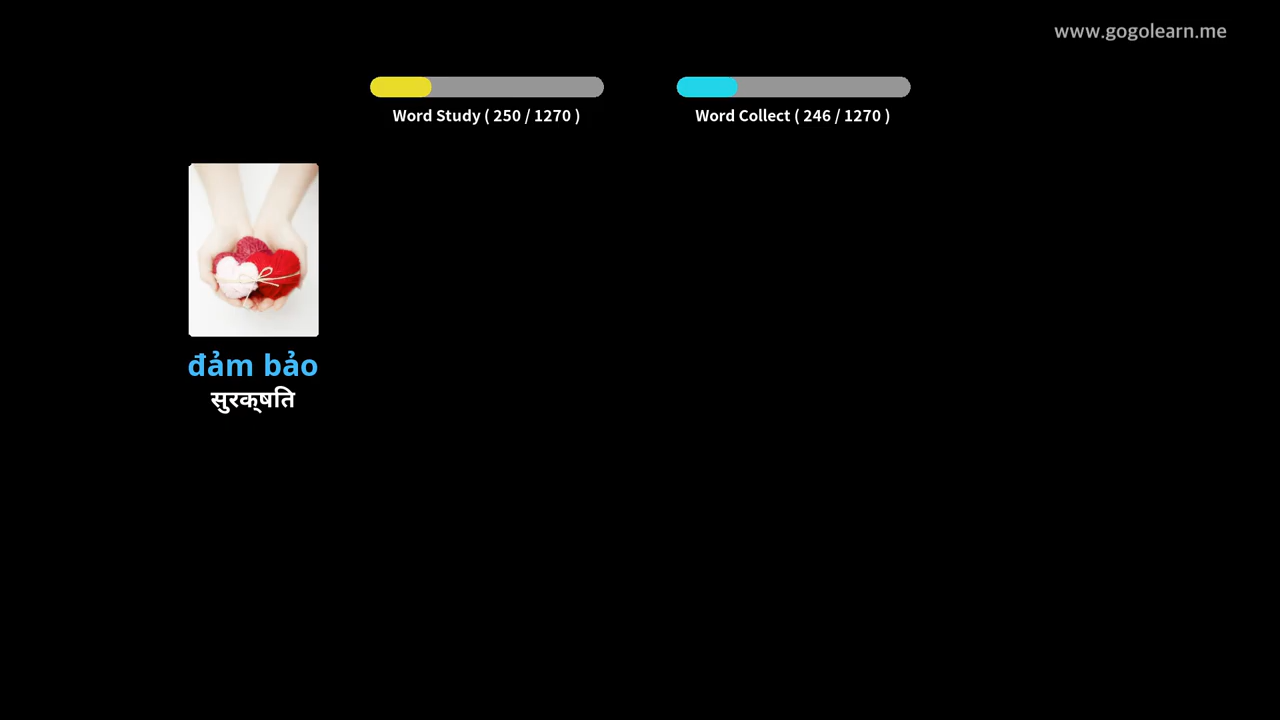 www.gogolearn.me
Word Study ( 250 / 1270 )
Word Collect ( 246 / 1270 )
đảm bảo
सुरक्षति